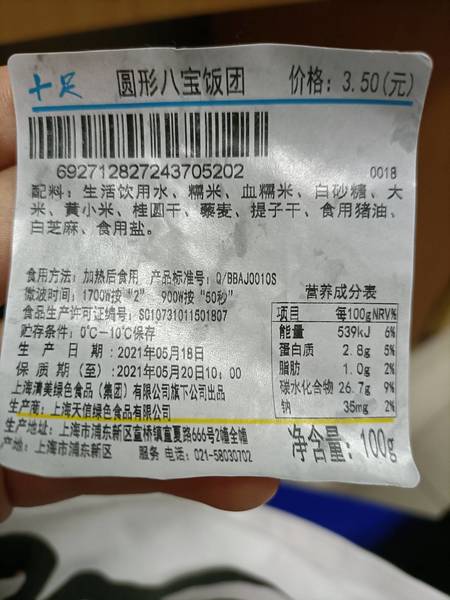 十足 圆形八宝饭团 价格：3.50(元)
692712827243705202 0018
配料：生活饮用水、糯米、血糯米、白砂糖、大
米、黄小米、桂圆干、藜麦、提子干、食用猪油、
白芝麻、食用盐。
食用方法：加热后食用 产品标准号：Q/BBAJ0010S
微波时间：1700W按“2” 900W按“50秒”
食品生产许可证编号：SC10731011501807
贮存条件：0℃—10℃保存
生 产 日 期：2021年05月18日
保 质 期（至）:2021年05月20日10：00
上海清美绿色食品（集团）有限公司旗下公司出品
生产商：上海天信绿色食品有限公司
生产地址：上海市浦东新区宣桥镇宣夏路666号2幢全幢
产地：上海市浦东新区 服务 电话：021-58030702
营养成分表
项目 每100g NRV%
能量 539kJ 6%
蛋白质 2.8g 5%
脂肪 1.0g 2%
碳水化合物 26.7g 9%
钠 35mg 2%
净含量：100g